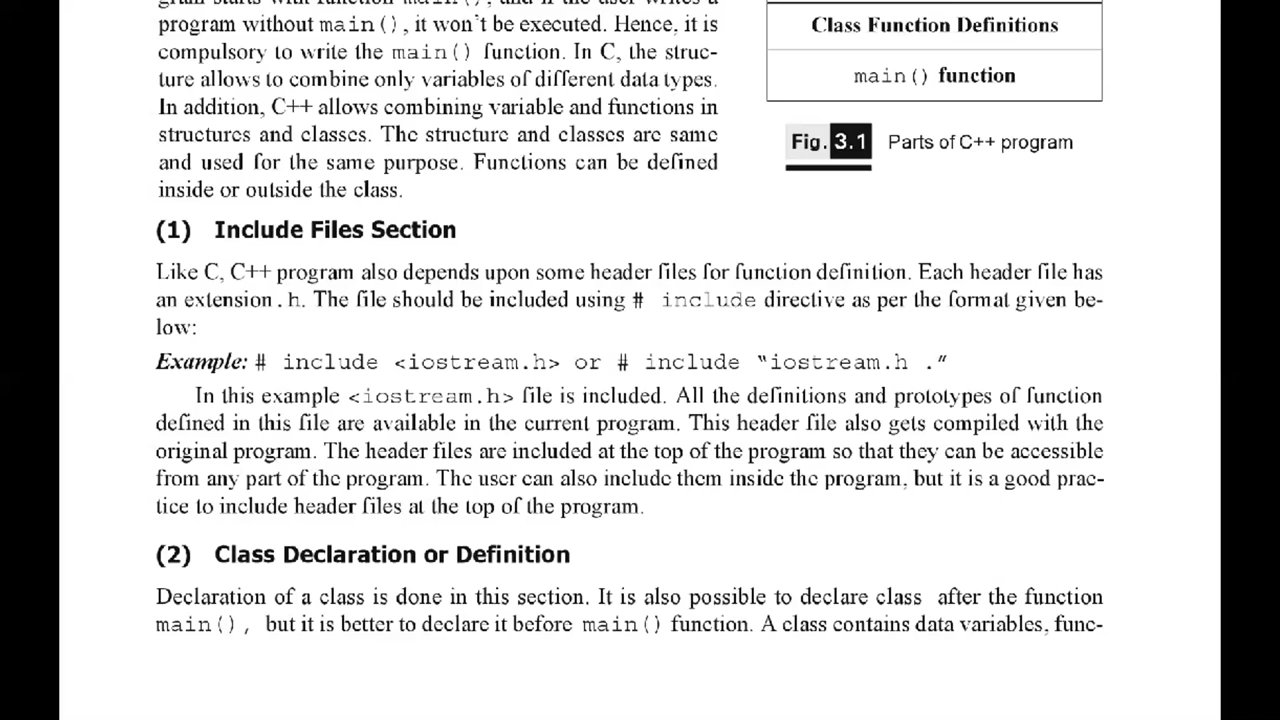 gram starts with function main(), and if the user writes a
program without main(), it won't be executed. Hence, it is
compulsory to write the main() function. In C, the struc-
ture allows to combine only variables of different data types.
In addition, C++ allows combining variable and functions in
structures and classes. The structure and classes are same
and used for the same purpose. Functions can be defined
inside or outside the class.
Class Function Definitions
main() function
Fig. 3.1 Parts of C++ program
(1) Include Files Section
Like C, C++ program also depends upon some header files for function definition. Each header file has
an extension .h. The file should be included using # include directive as per the format given be-
low:
Example: # include <iostream.h> or # include "iostream.h ."
In this example <iostream.h> file is included. All the definitions and prototypes of function
defined in this file are available in the current program. This header file also gets compiled with the
original program. The header files are included at the top of the program so that they can be accessible
from any part of the program. The user can also include them inside the program, but it is a good prac-
tice to include header files at the top of the program.
(2) Class Declaration or Definition
Declaration of a class is done in this section. It is also possible to declare class after the function
main(), but it is better to declare it before main() function. A class contains data variables, func-